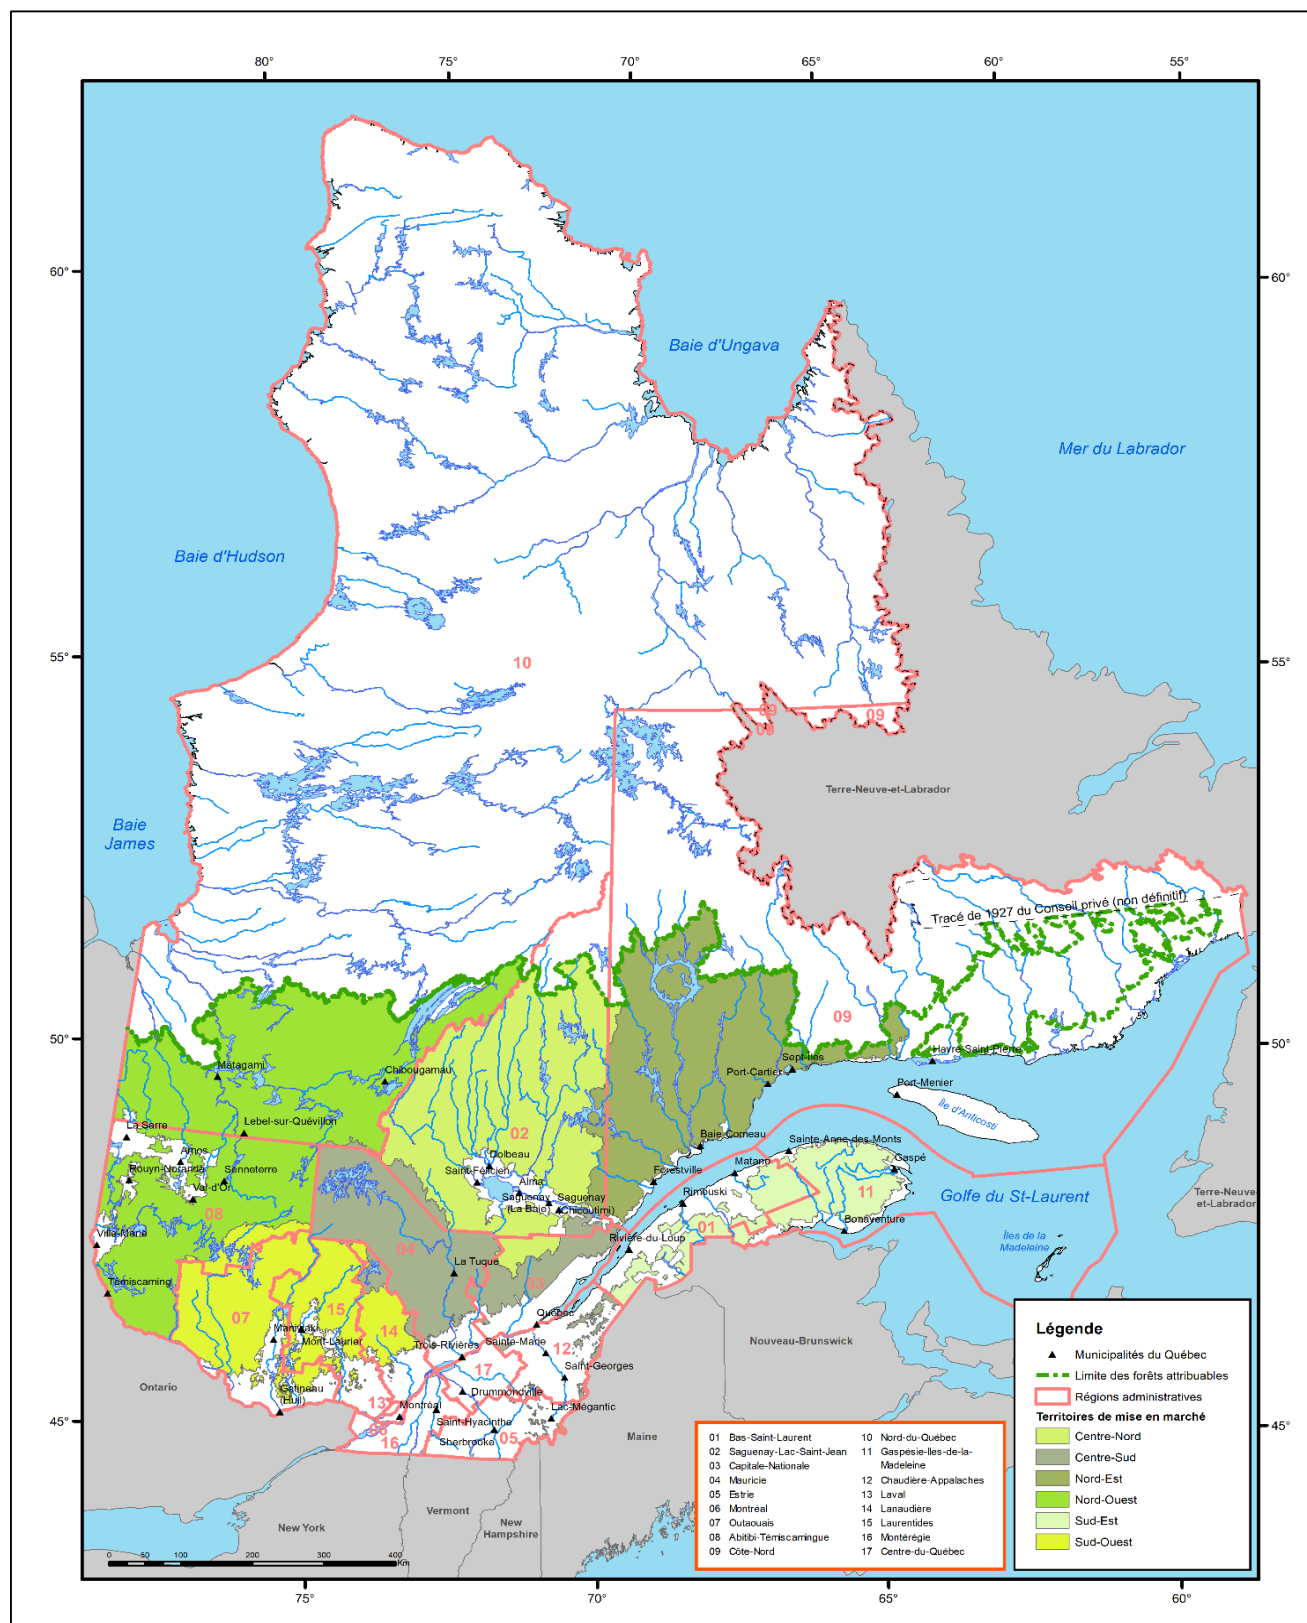 80°
75°
70°
65°
60°
55°
60°
60°
Baie d'Ungava
Mer du Labrador
Baie d'Hudson
55°
55°
10
09
09
09
Terre-Neuve-et-Labrador
Baie
James
Tracé de 1927 du Conseil privé (non définitif)
09
50°
50°
Matagami
Chibougamau
Sept-Îles
Port-Cartier
Havre-Saint-Pierre
Port-Menier
Île d'Anticosti
La Sarre
Lebel-sur-Quévillon
02
Baie-Comeau
Sainte-Anne-des-Monts
Amos
Dolbeau
Rouyn-Noranda
Senneterre
Saint-Félicien
Alma
Forestville
Matane
Gaspé
Val-d'Or
Saguenay
(La Baie)
Saguenay
(Chicoutimi)
Rimouski
11
Golfe du St-Laurent
Terre-Neuve-
et-Labrador
08
01
Bonaventure
Ville-Marie
04
Rivière-du-Loup
Îles de la
Madeleine
La Tuque
03
Témiscaming
07
15
14
Québec
Maniwaki
Mont-Laurier
Trois-Rivières
Sainte-Marie
12
Nouveau-Brunswick
17
Saint-Georges
Ontario
Gatineau
(Hull)
13
Montréal
Drummondville
Lac-Mégantic
45°
45°
Saint-Hyacinthe
16
Sherbrooke
05
Maine
Vermont
New
Hampshire
New York
0 50 100 200 300 400
Km
75°
70°
65°
60°
01 Bas-Saint-Laurent
02 Saguenay-Lac-Saint-Jean
03 Capitale-Nationale
04 Mauricie
05 Estrie
06 Montréal
07 Outaouais
08 Abitibi-Témiscamingue
09 Côte-Nord
10 Nord-du-Québec
11 Gaspésie-Iles-de-la-
Madeleine
12 Chaudière-Appalaches
13 Laval
14 Lanaudière
15 Laurentides
16 Montérégie
17 Centre-du-Québec
Légende
Municipalités du Québec
Limite des forêts attribuables
Régions administratives
Territoires de mise en marché
Centre-Nord
Centre-Sud
Nord-Est
Nord-Ouest
Sud-Est
Sud-Ouest